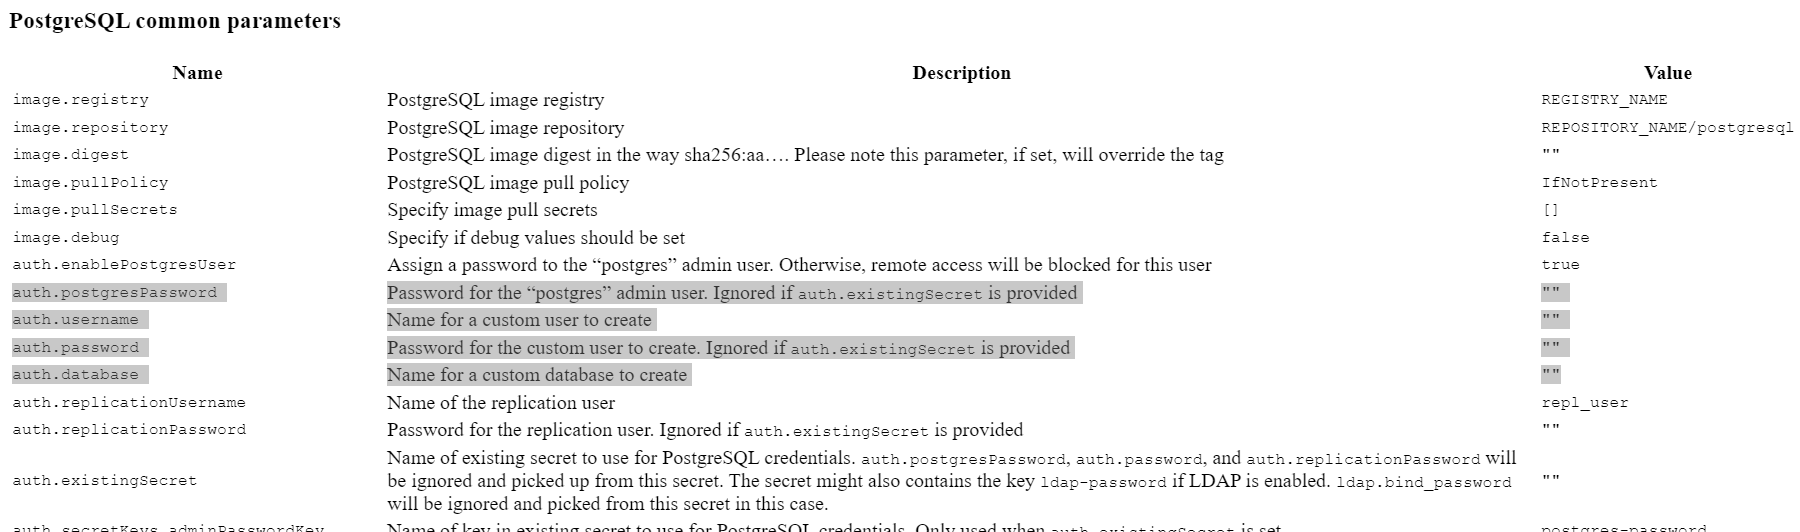 PostgreSQL common parameters
Name Description Value
image.registry PostgreSQL image registry REGISTRY_NAME
image.repository PostgreSQL image repository REPOSITORY_NAME/postgresql
image.digest PostgreSQL image digest in the way sha256:aa…. Please note this parameter, if set, will override the tag ""
image.pullPolicy PostgreSQL image pull policy IfNotPresent
image.pullSecrets Specify image pull secrets []
image.debug Specify if debug values should be set false
auth.enablePostgresUser Assign a password to the “postgres” admin user. Otherwise, remote access will be blocked for this user true
auth.postgresPassword Password for the “postgres” admin user. Ignored if auth.existingSecret is provided ""
auth.username Name for a custom user to create ""
auth.password Password for the custom user to create. Ignored if auth.existingSecret is provided ""
auth.database Name for a custom database to create ""
auth.replicationUsername Name of the replication user repl_user
auth.replicationPassword Password for the replication user. Ignored if auth.existingSecret is provided ""
Name of existing secret to use for PostgreSQL credentials. auth.postgresPassword, auth.password, and auth.replicationPassword will
auth.existingSecret be ignored and picked up from this secret. The secret might also contains the key ldap-password if LDAP is enabled. ldap.bind_password ""
will be ignored and picked from this secret in this case.
auth.secretKeys.adminPasswordKey Name of key in existing secret to use for PostgreSQL credentials. Only used when auth.existingSecret is set. postgres-password